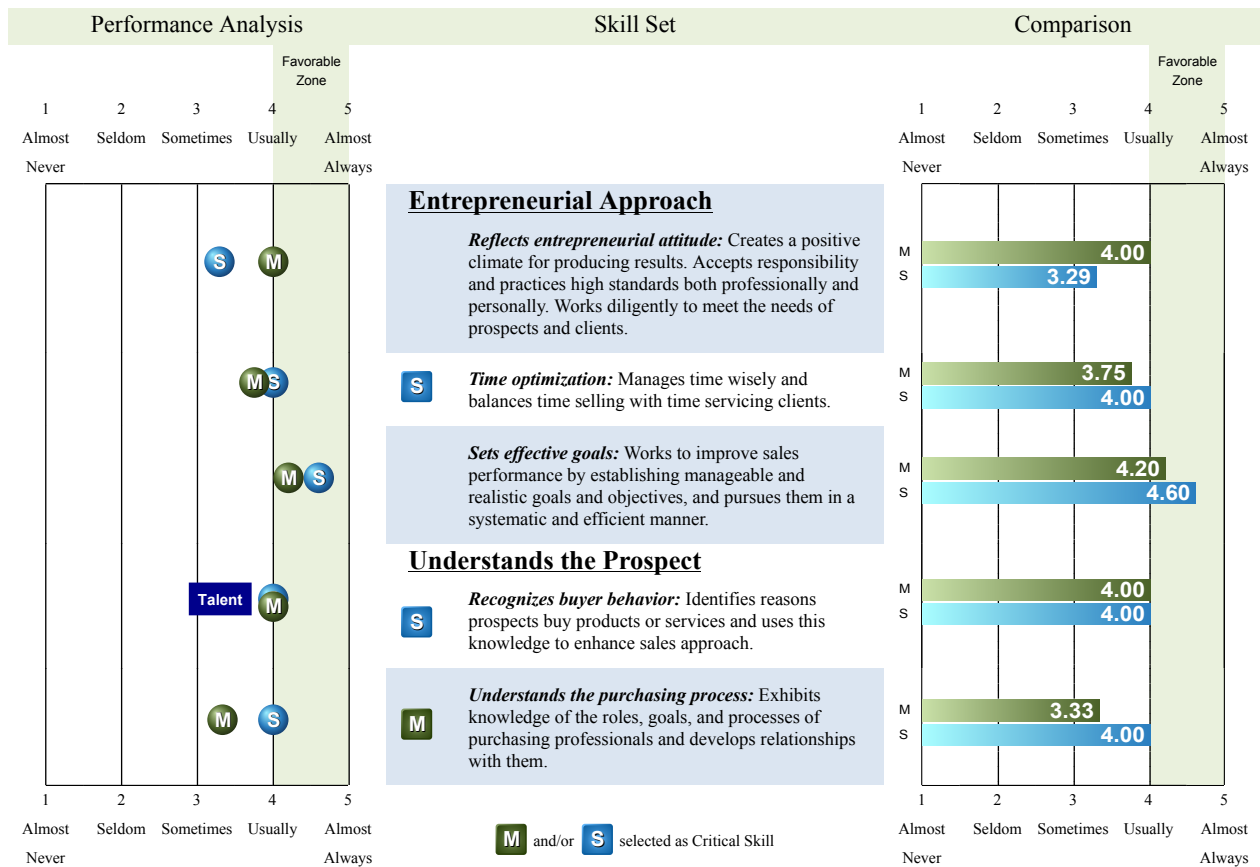 Performance Analysis
Skill Set
Comparison
Favorable
Zone
1 2 3 4 5
Almost Seldom Sometimes Usually Almost
Never Always
Favorable
Zone
1 2 3 4 5
Almost Seldom Sometimes Usually Almost
Never Always
Entrepreneurial Approach
S M
Reflects entrepreneurial attitude: Creates a positive
climate for producing results. Accepts responsibility
and practices high standards both professionally and
personally. Works diligently to meet the needs of
prospects and clients.
M 4.00
S 3.29
M S
S
Time optimization: Manages time wisely and
balances time selling with time servicing clients.
M 3.75
S 4.00
M S
Sets effective goals: Works to improve sales
performance by establishing manageable and
realistic goals and objectives, and pursues them in a
systematic and efficient manner.
M 4.20
S 4.60
Understands the Prospect
Talent
M
S
Recognizes buyer behavior: Identifies reasons
prospects buy products or services and uses this
knowledge to enhance sales approach.
M 4.00
S 4.00
M S
M
Understands the purchasing process: Exhibits
knowledge of the roles, goals, and processes of
purchasing professionals and develops relationships
with them.
M 3.33
S 4.00
1 2 3 4 5
Almost Seldom Sometimes Usually Almost
Never Always
M and/or S selected as Critical Skill
1 2 3 4 5
Almost Seldom Sometimes Usually Almost
Never Always